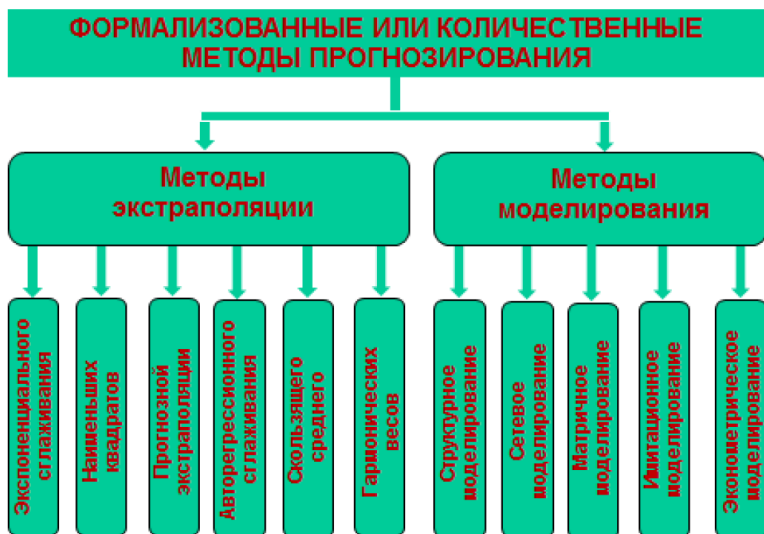 ФОРМАЛИЗОВАННЫЕ ИЛИ КОЛИЧЕСТВЕННЫЕ
МЕТОДЫ ПРОГНОЗИРОВАНИЯ
Методы
экстраполяции
Методы
моделирования
Экспоненциального
сглаживания
Наименьших
квадратов
Прогнозной
экстраполяции
Авторегрессионного
сглаживания
Скользящего
среднего
Гармонических
весов
Структурное
моделирование
Сетевое
моделирование
Матричное
моделирование
Имитационное
моделирование
Эконометрическое
моделирование